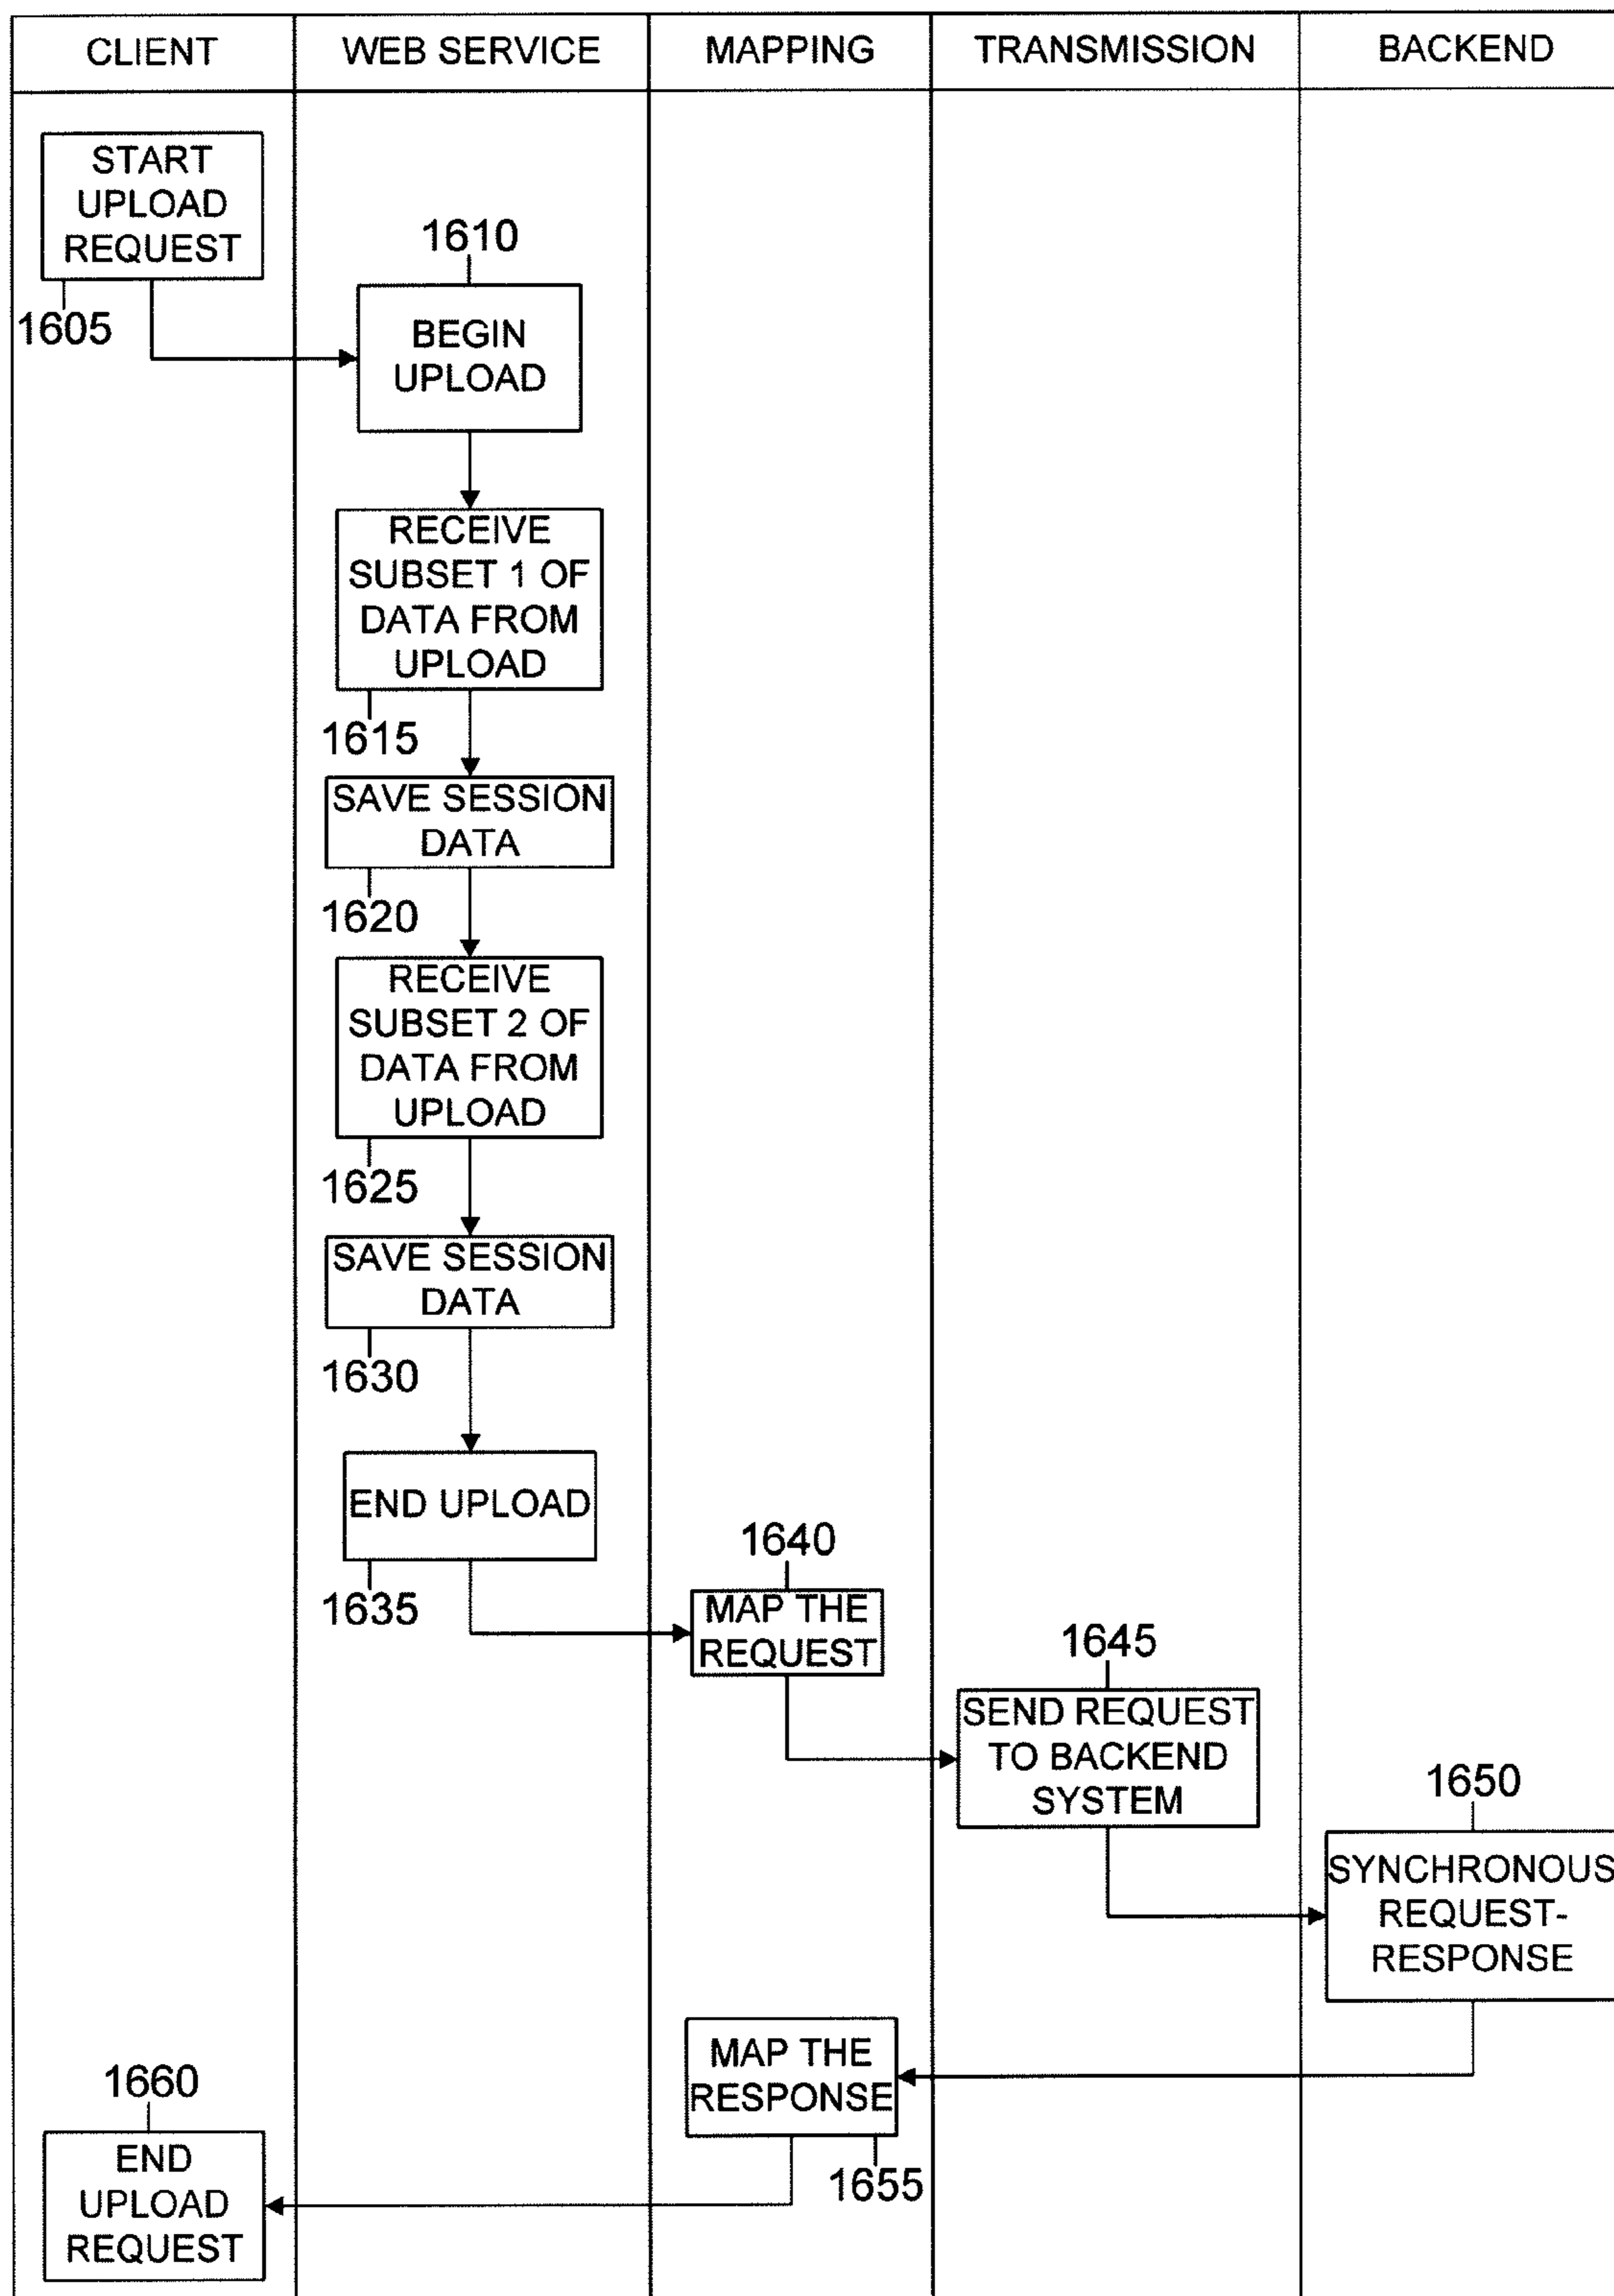 CLIENT
WEB SERVICE
MAPPING
TRANSMISSION
BACKEND
START
UPLOAD
REQUEST
1605
1610
BEGIN
UPLOAD
RECEIVE
SUBSET 1 OF
DATA FROM
UPLOAD
1615
SAVE SESSION
DATA
1620
RECEIVE
SUBSET 2 OF
DATA FROM
UPLOAD
1625
SAVE SESSION
DATA
1630
END UPLOAD
1635
1640
MAP THE
REQUEST
1645
SEND REQUEST
TO BACKEND
SYSTEM
1650
SYNCHRONOUS
REQUEST-
RESPONSE
MAP THE
RESPONSE
1655
1660
END
UPLOAD
REQUEST